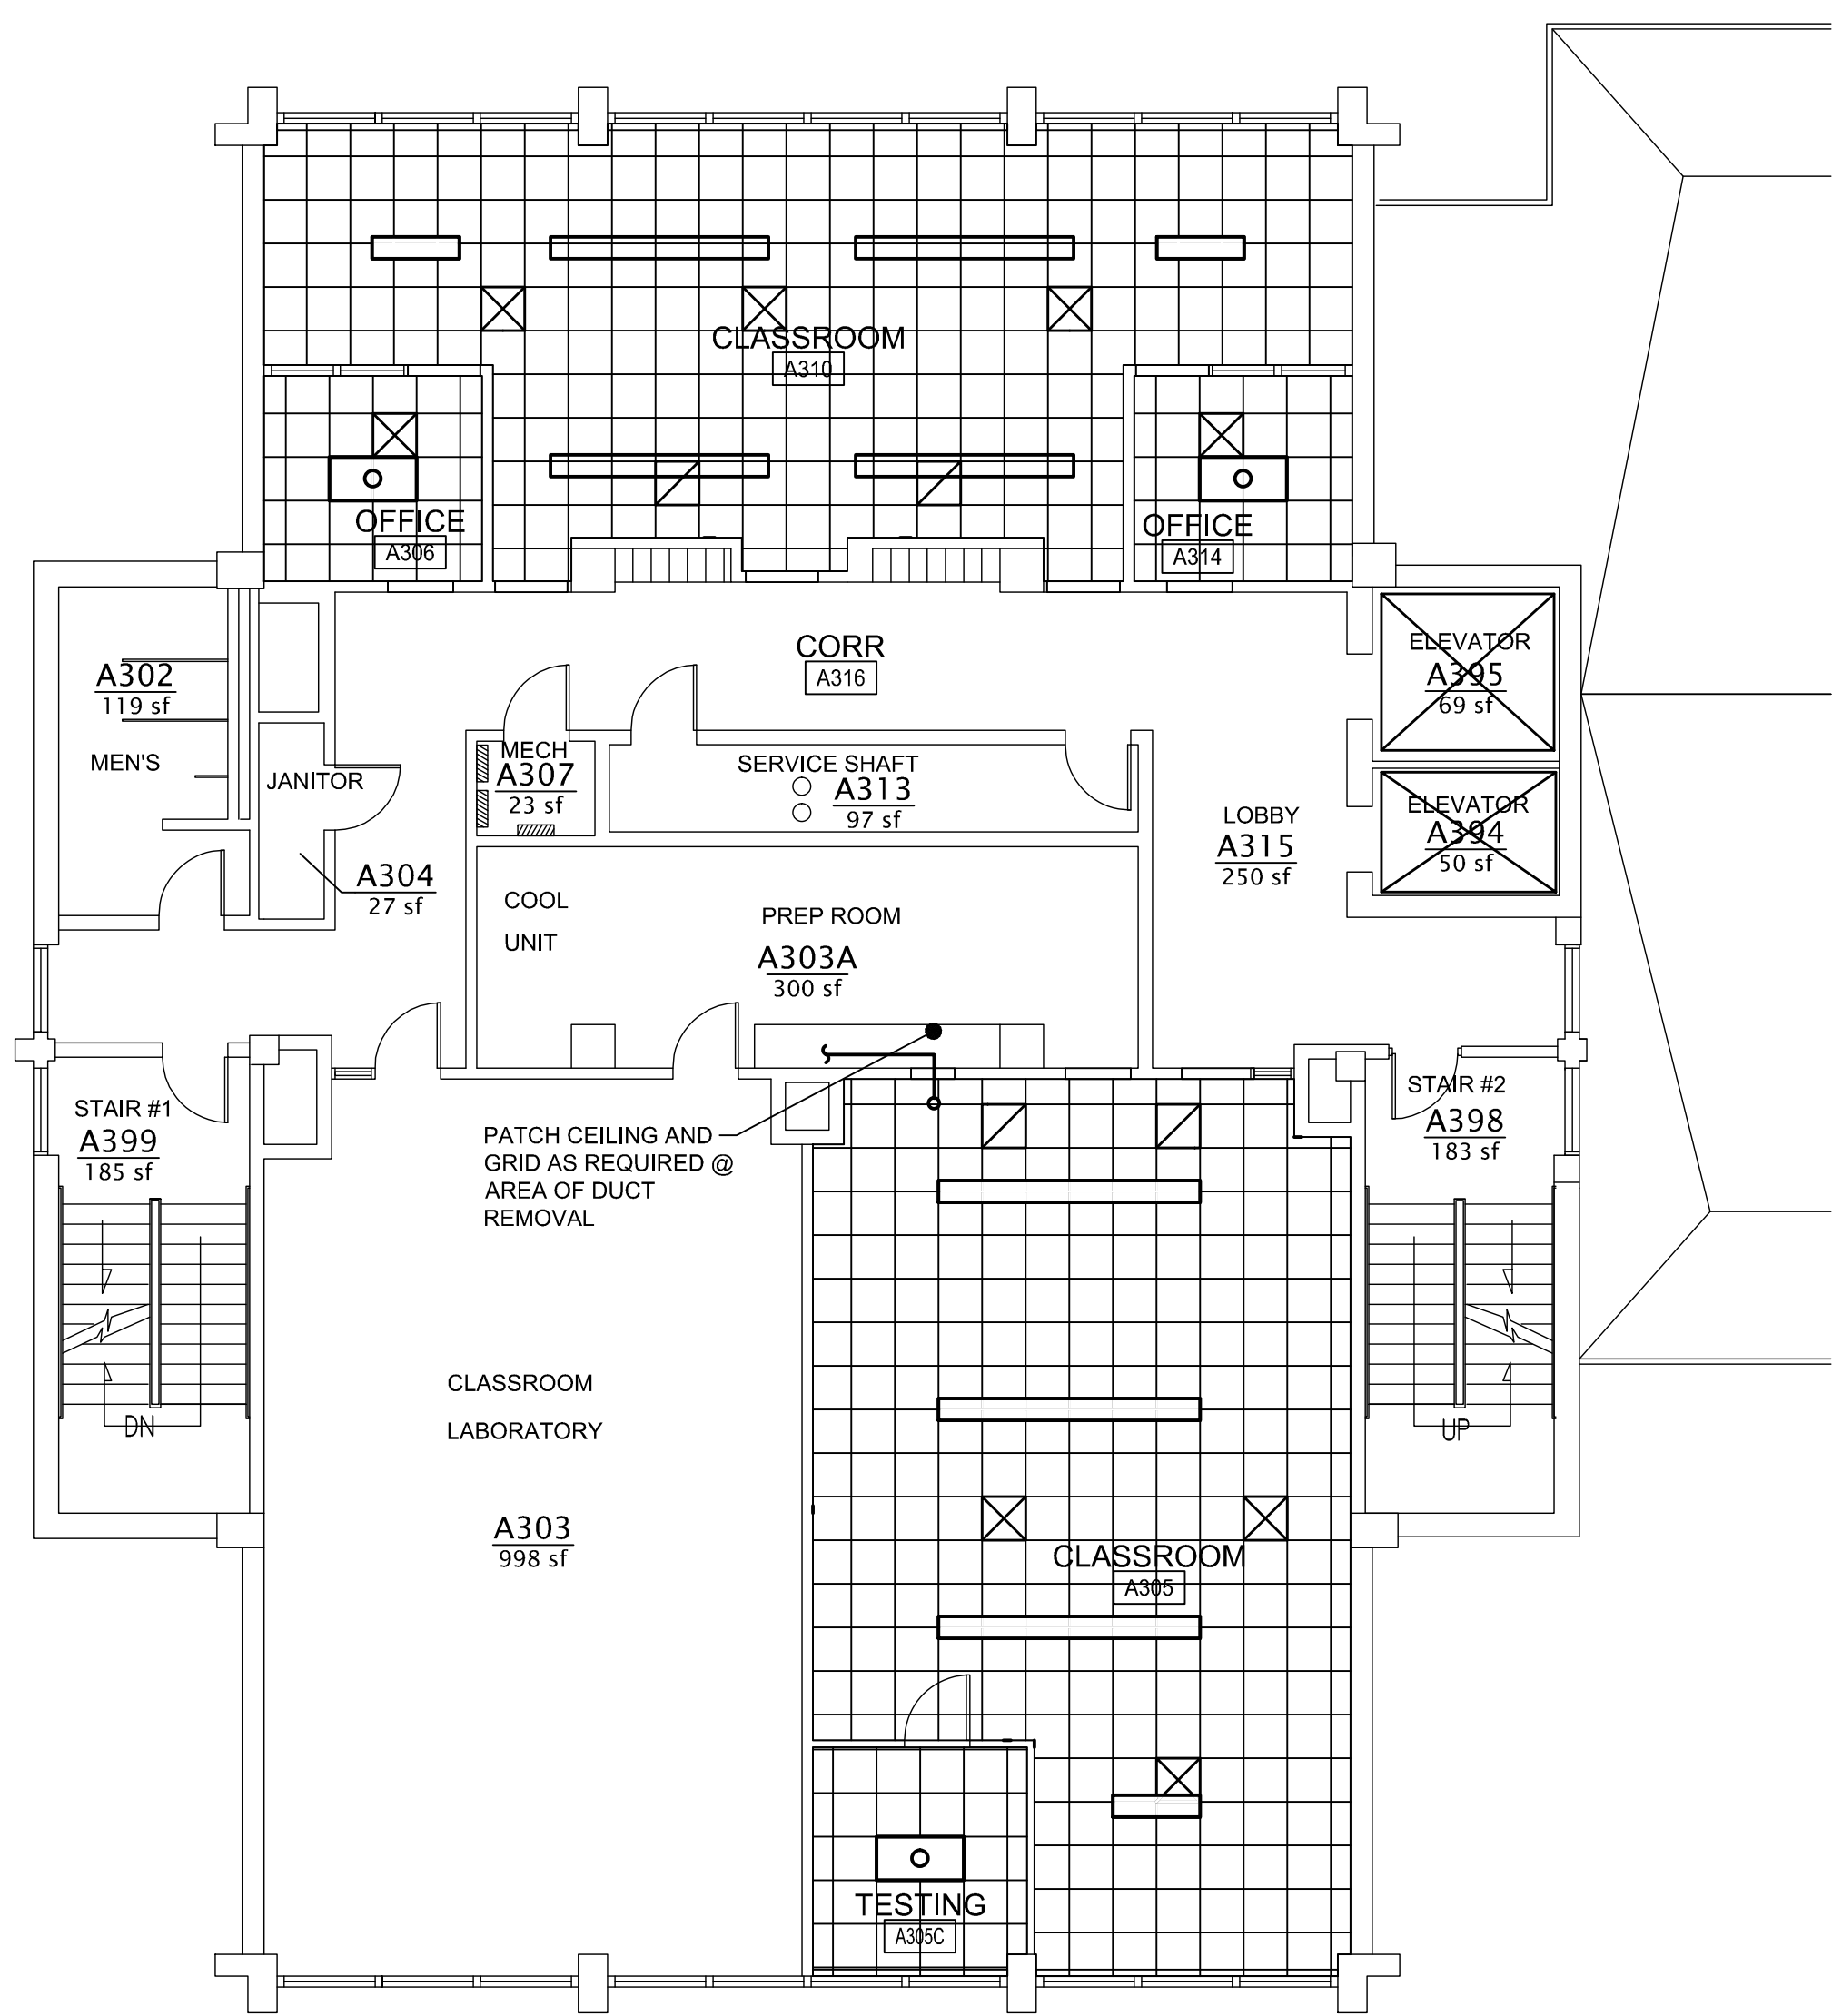 CLASSROOM
A310
OFFICE
A306
OFFICE
A314
CORR
A316
ELEVATOR
A395
69 sf
A302
119 sf
MEN'S
JANITOR
MECH
A307
23 sf
SERVICE SHAFT
A313
97 sf
LOBBY
A315
250 sf
ELEVATOR
A394
50 sf
A304
27 sf
COOL
UNIT
PREP ROOM
A303A
300 sf
STAIR #1
A399
185 sf
PATCH CEILING AND
GRID AS REQUIRED @
AREA OF DUCT
REMOVAL
STAIR #2
A398
183 sf
CLASSROOM
LABORATORY
DN
UP
A303
998 sf
CLASSROOM
A305
TESTING
A305C